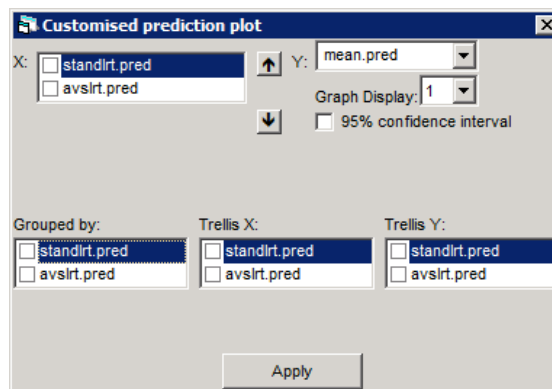 Customised prediction plot
X: standlrt.pred
avslrt.pred
Y: mean.pred
Graph Display: 1
95% confidence interval
Grouped by: Trellis X: Trellis Y:
standlrt.pred standlrt.pred standlrt.pred
avslrt.pred avslrt.pred avslrt.pred
Apply